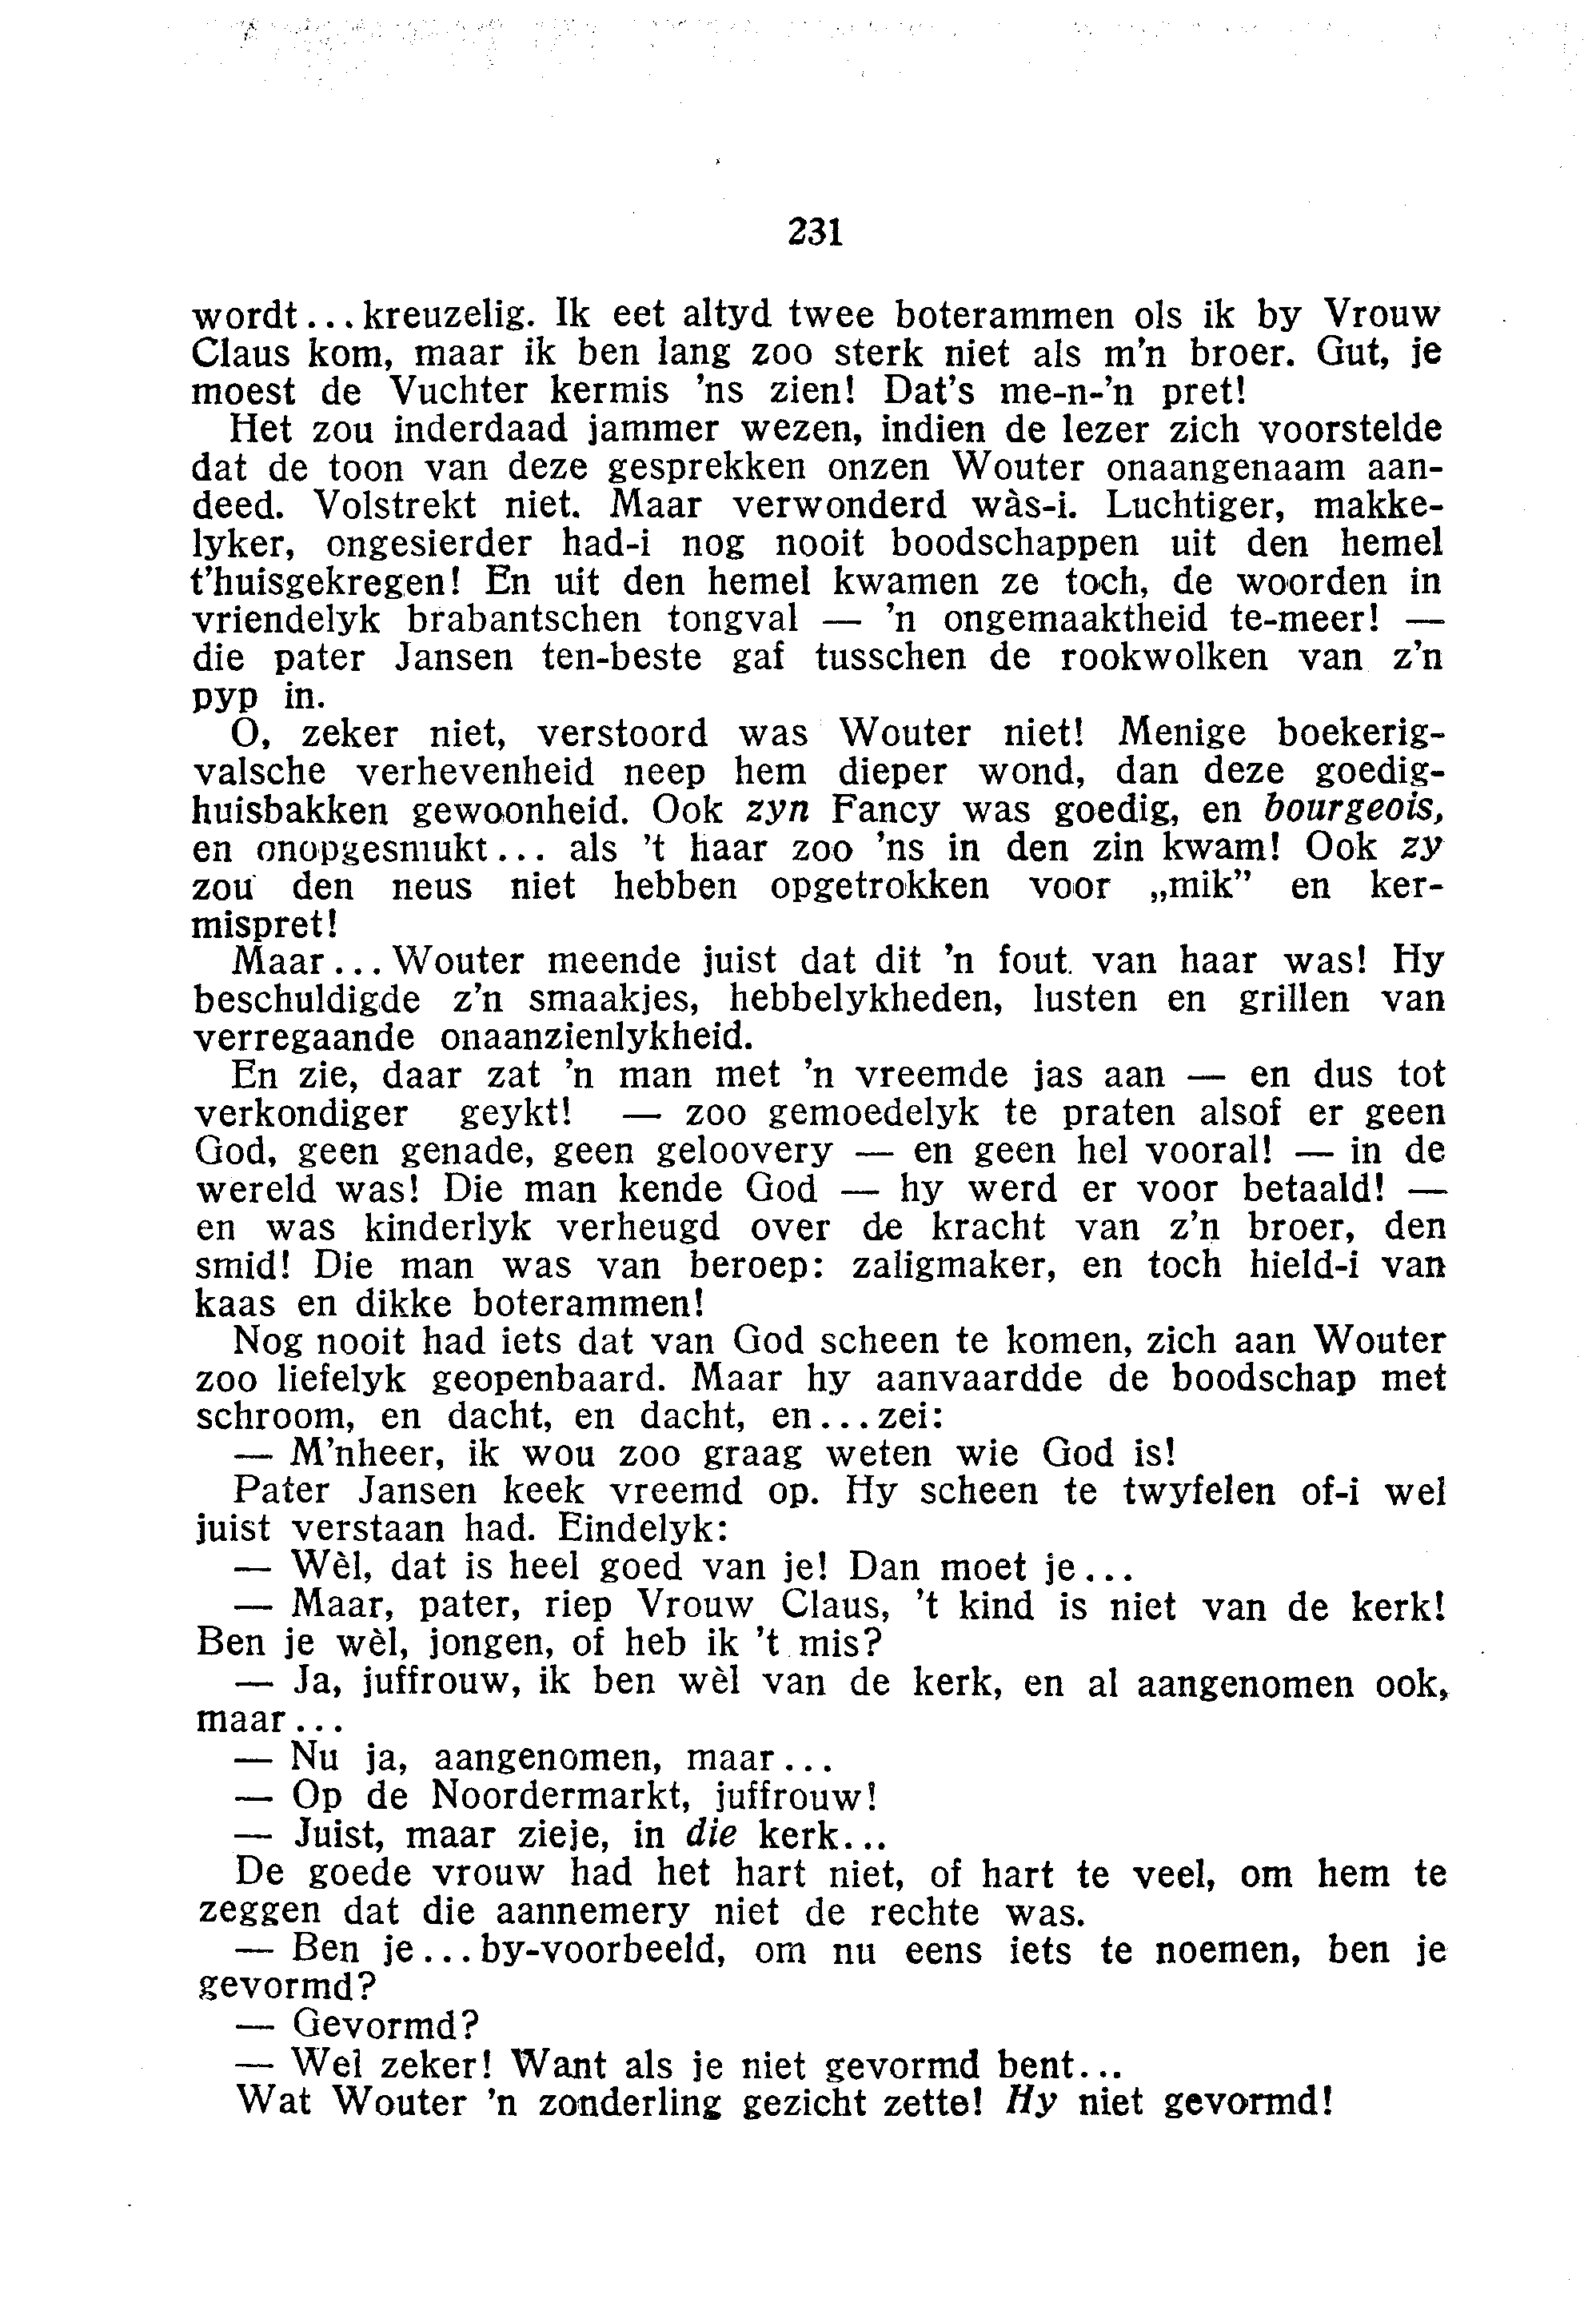 231
wordt... kreuzelig. Ik eet altyd twee boterammen ols ik by Vrouw
Claus kom, maar ik ben lang zoo sterk niet als m'n broer. Gut, je
moest de Vuchter kermis 'ns zien! Dat's me-n-'n pret!
Het zou inderdaad jammer wezen, indien de lezer zich voorstelde
dat de toon van deze gesprekken onzen Wouter onaangenaam aan-
deed. Volstrekt niet. Maar verwonderd wàs-i. Luchtiger, makke-
lyker, ongesierder had-i nog nooit boodschappen uit den hemel
t'huisgekregen! En uit den hemel kwamen ze toch, de woorden in
vriendelyk brabantschen tongval — 'n ongemaaktheid te-meer! —
die pater Jansen ten-beste gaf tusschen de rookwolken van z'n
pyp in.
O, zeker niet, verstoord was Wouter niet! Menige boekerig-
valsche verhevenheid neep hem dieper wond, dan deze goedig-
huisbakken gewoonheid. Ook zyn Fancy was goedig, en bourgeois,
en onopgesmukt... als 't haar zoo 'ns in den zin kwam! Ook zy
zou den neus niet hebben opgetrokken voor „mik” en ker-
mispret!
Maar... Wouter meende juist dat dit 'n fout van haar was! Hy
beschuldigde z'n smaakjes, hebbelykheden, lusten en grillen van
verregaande onaanzienlykheid.
En zie, daar zat 'n man met 'n vreemde jas aan — en dus tot
verkondiger geykt! — zoo gemoedelyk te praten alsof er geen
God, geen genade, geen geloovery — en geen hel vooral! — in de
wereld was! Die man kende God — hy werd er voor betaald! —
en was kinderlyk verheugd over de kracht van z'n broer, den
smid! Die man was van beroep: zaligmaker, en toch hield-i van
kaas en dikke boterammen!
Nog nooit had iets dat van God scheen te komen, zich aan Wouter
zoo liefelyk geopenbaard. Maar hy aanvaardde de boodschap met
schroom, en dacht, en dacht, en... zei:
— M'nheer, ik wou zoo graag weten wie God is!
Pater Jansen keek vreemd op. Hy scheen te twyfelen of-i wel
juist verstaan had. Eindelyk:
— Wèl, dat is heel goed van je! Dan moet je...
— Maar, pater, riep Vrouw Claus, 't kind is niet van de kerk!
Ben je wèl, jongen, of heb ik 't mis?
— Ja, juffrouw, ik ben wèl van de kerk, en al aangenomen ook,
maar...
— Nu ja, aangenomen, maar...
— Op de Noordermarkt, juffrouw!
— Juist, maar zieje, in die kerk...
De goede vrouw had het hart niet, of hart te veel, om hem te
zeggen dat die aannemery niet de rechte was.
— Ben je... by-voorbeeld, om nu eens iets te noemen, ben je
gevormd?
— Gevormd?
— Wel zeker! Want als je niet gevormd bent...
Wat Wouter 'n zonderling gezicht zette! Hy niet gevormd!